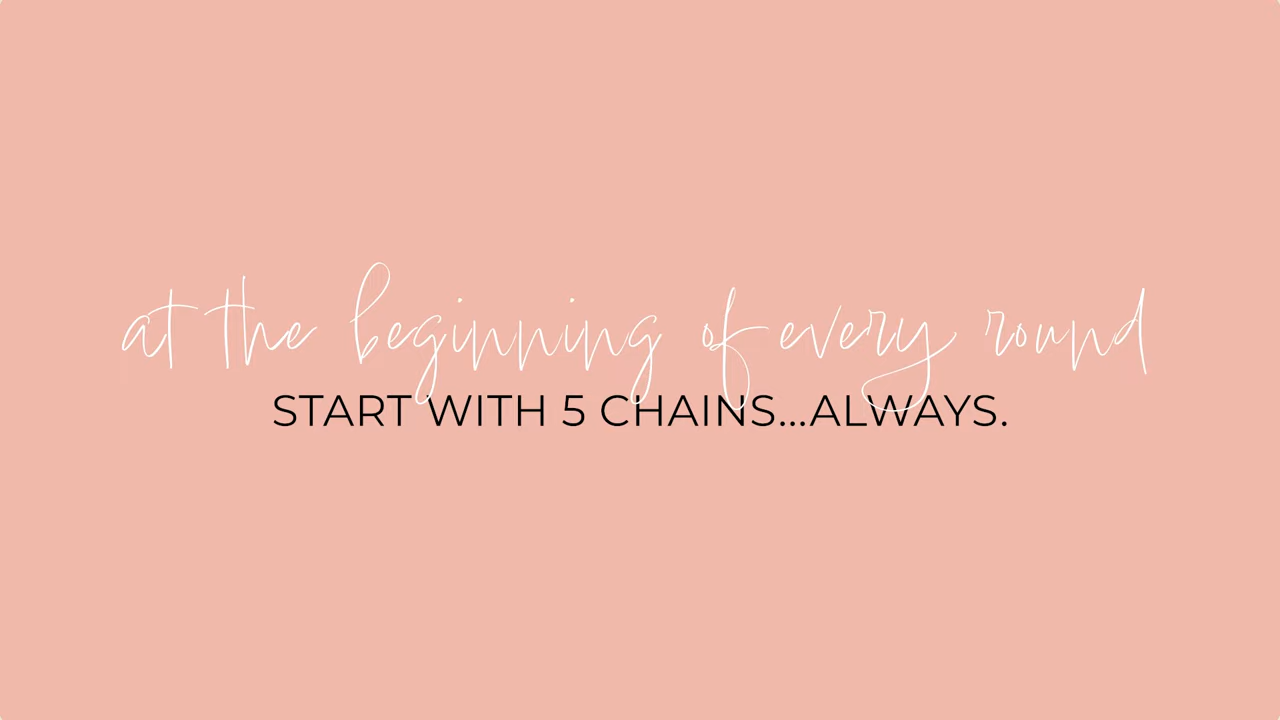 at the beginning of every round
START WITH 5 CHAINS...ALWAYS.